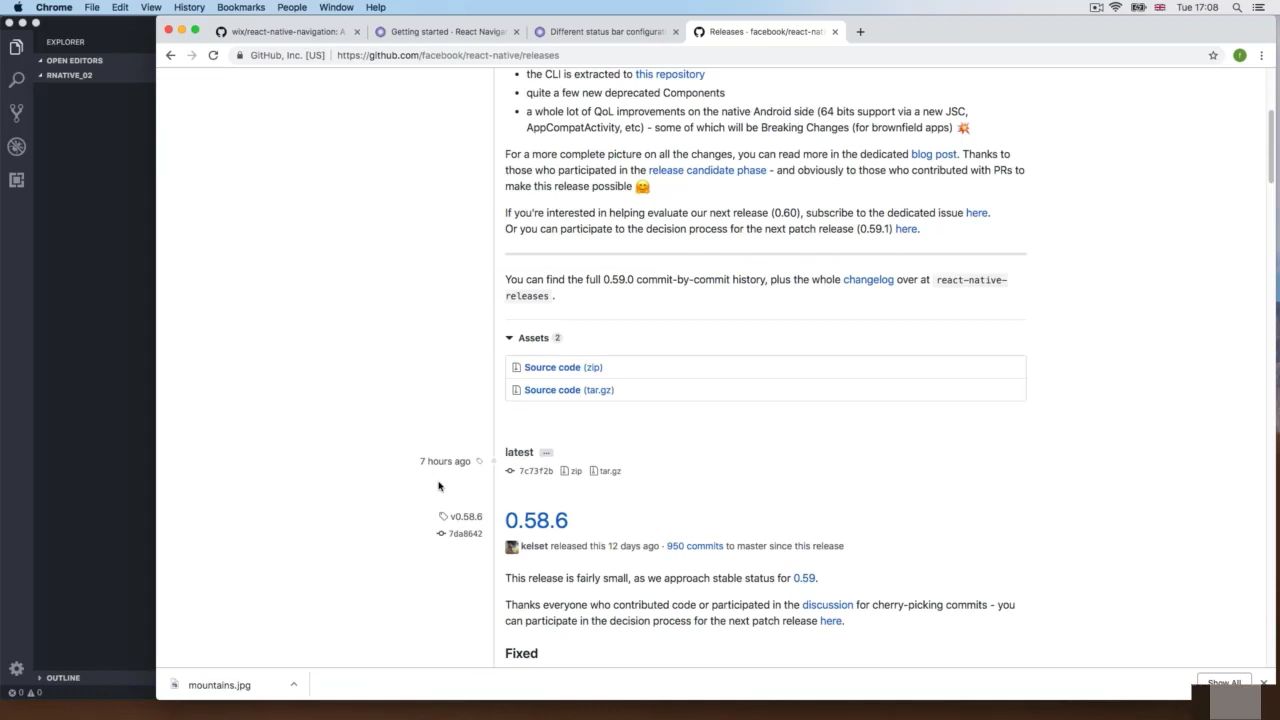 Chrome File Edit View History Bookmarks People Window Help Tue 17:08
EXPLORER
OPEN EDITORS
RNATIVE_02
wix/react-native-navigation: A
Getting started · React Naviga
Different status bar configurat
Releases · facebook/react-nat
GitHub, Inc. [US] https://github.com/facebook/react-native/releases
the CLI is extracted to this repository
quite a few new deprecated Components
a whole lot of QoL improvements on the native Android side (64 bits support via a new JSC,
AppCompatActivity, etc) - some of which will be Breaking Changes (for brownfield apps) 💥
For a more complete picture on all the changes, you can read more in the dedicated blog post. Thanks to
those who participated in the release candidate phase - and obviously to those who contributed with PRs to
make this release possible 🤗
If you're interested in helping evaluate our next release (0.60), subscribe to the dedicated issue here.
Or you can participate to the decision process for the next patch release (0.59.1) here.
You can find the full 0.59.0 commit-by-commit history, plus the whole changelog over at react-native-
releases.
Assets 2
Source code (zip)
Source code (tar.gz)
latest ...
7 hours ago
7c73f2b zip tar.gz
v0.58.6
7da8642
0.58.6
kelset released this 12 days ago · 950 commits to master since this release
This release is fairly small, as we approach stable status for 0.59.
Thanks everyone who contributed code or participated in the discussion for cherry-picking commits - you
can participate in the decision process for the next patch release here.
Fixed
OUTLINE
0 0
mountains.jpg
Show All